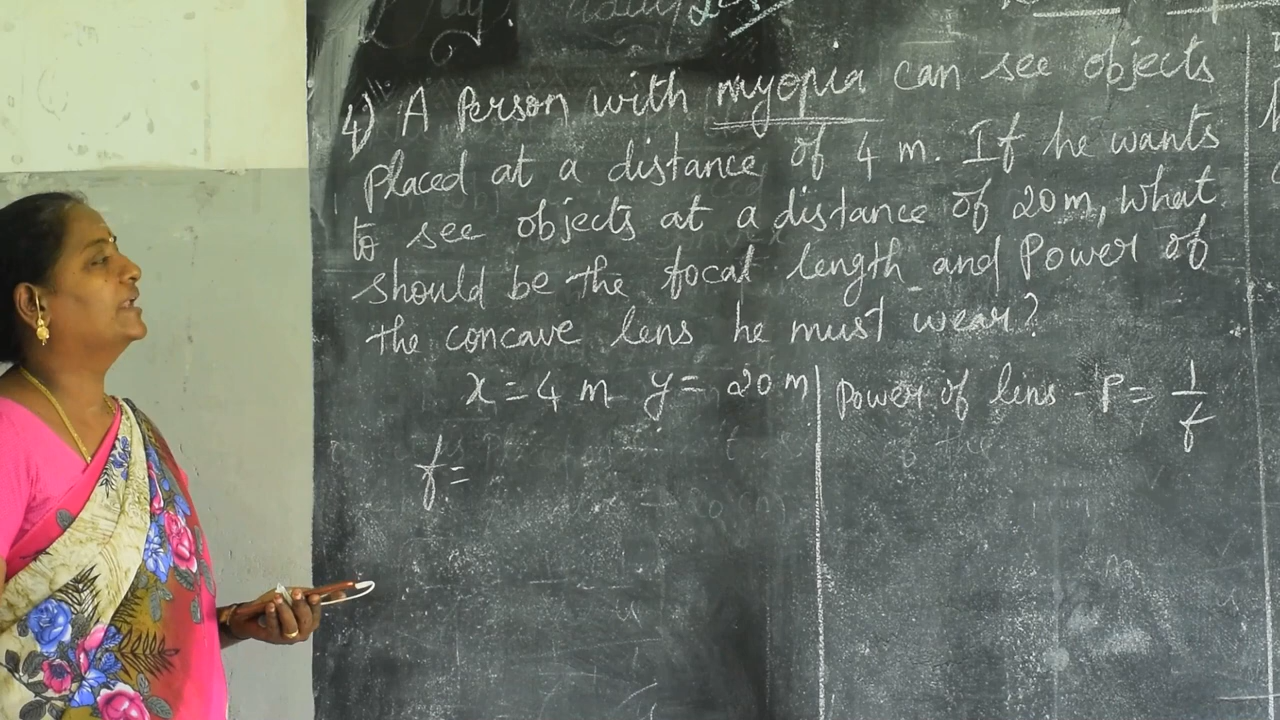 4) A Person with myopia can see objects
placed at a distance of 4 m. If he wants
to see objects at a distance of 20m, what
should be the focal length and Power of
the concave lens he must wear?
x = 4 m y = 20 m
f =
Power of lens - P = 1/f